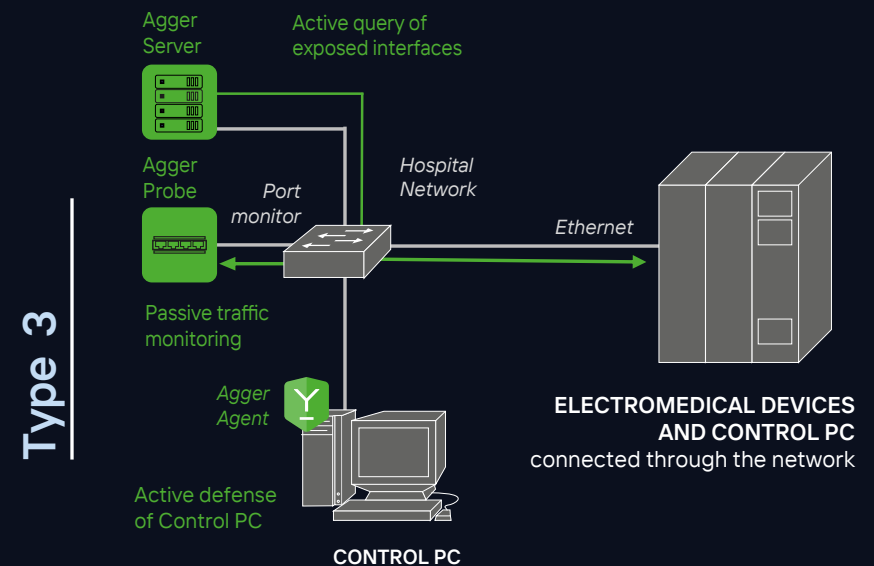 Agger
Server
Active query of
exposed interfaces
Agger
Probe
Port
monitor
Hospital
Network
Ethernet
Passive traffic
monitoring
Type 3
Agger
Agent
ELECTROMEDICAL DEVICES
AND CONTROL PC
connected through the network
Active defense
of Control PC
CONTROL PC